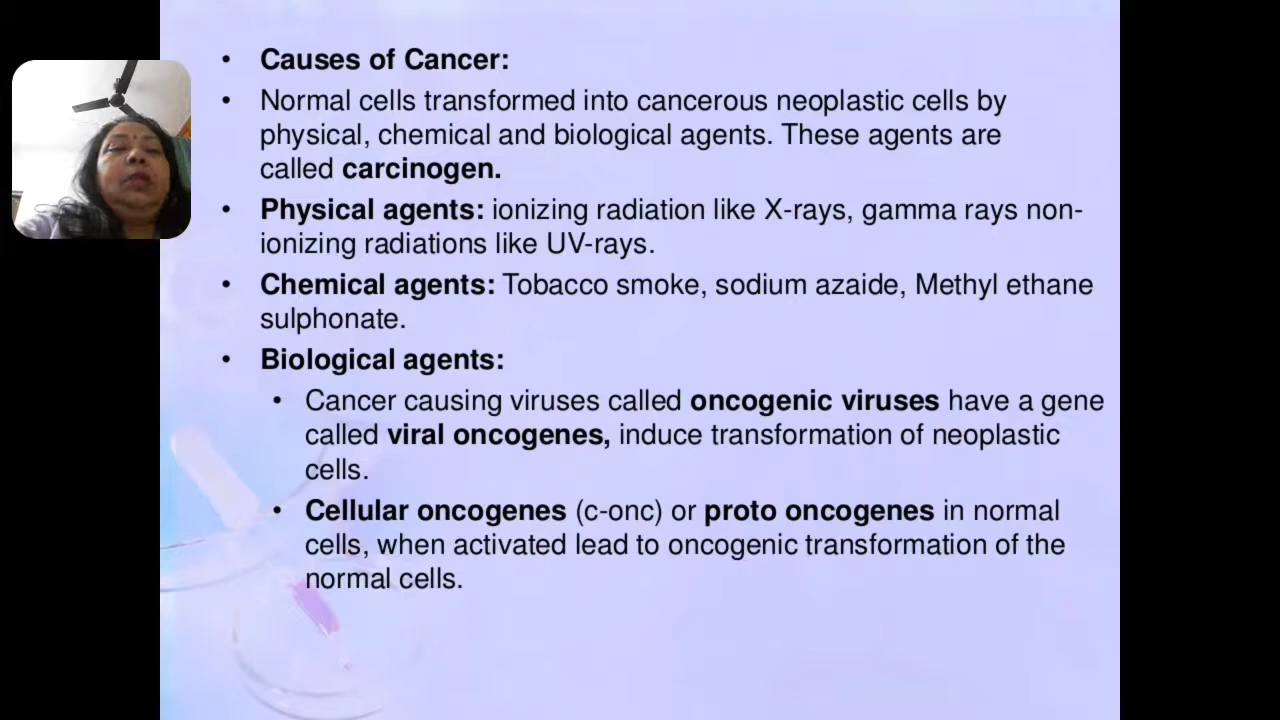 • Causes of Cancer:
• Normal cells transformed into cancerous neoplastic cells by
physical, chemical and biological agents. These agents are
called carcinogen.
• Physical agents: ionizing radiation like X-rays, gamma rays non-
ionizing radiations like UV-rays.
• Chemical agents: Tobacco smoke, sodium azaide, Methyl ethane
sulphonate.
• Biological agents:
• Cancer causing viruses called oncogenic viruses have a gene
called viral oncogenes, induce transformation of neoplastic
cells.
• Cellular oncogenes (c-onc) or proto oncogenes in normal
cells, when activated lead to oncogenic transformation of the
normal cells.